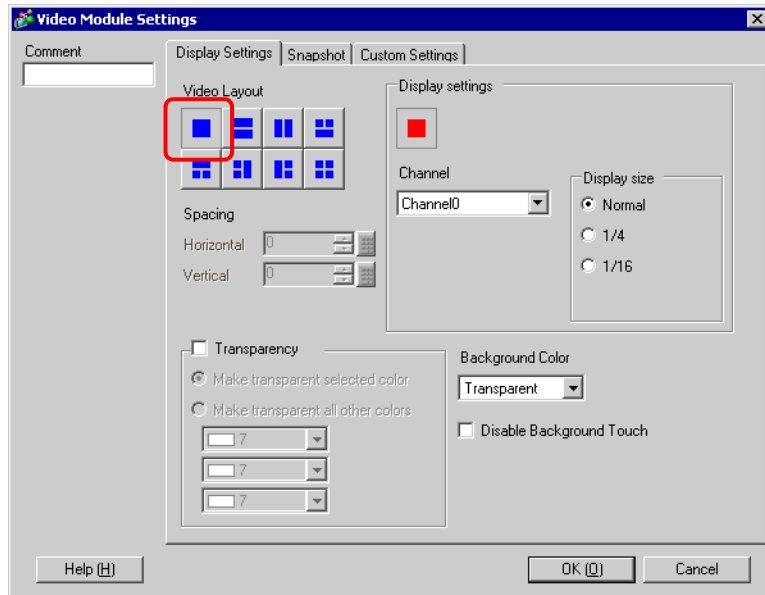 Video Module Settings
Comment
Display Settings
Snapshot
Custom Settings
Video Layout
Display settings
Channel
Channel0
Display size
Normal
1/4
1/16
Spacing
Horizontal 0
Vertical 0
Transparency
Make transparent selected color
Make transparent all other colors
7
7
7
Background Color
Transparent
Disable Background Touch
Help (H)
OK (O)
Cancel